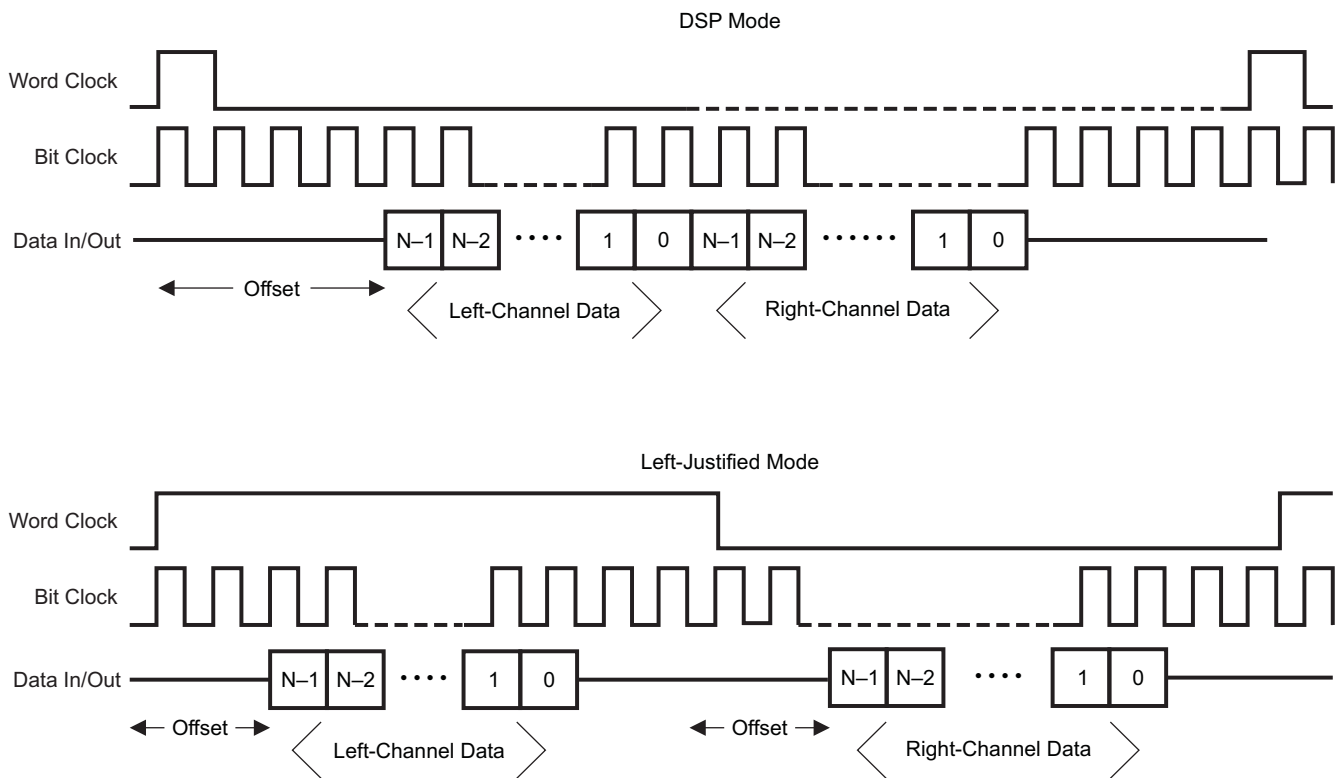 DSP Mode
Word Clock
Bit Clock
Data In/Out N–1 N–2 •••• 1 0 N–1 N–2 •••••• 1 0
Offset
Left-Channel Data Right-Channel Data
Left-Justified Mode
Word Clock
Bit Clock
Data In/Out N–1 N–2 •••• 1 0 N–1 N–2 •••• 1 0
Offset Offset
Left-Channel Data Right-Channel Data